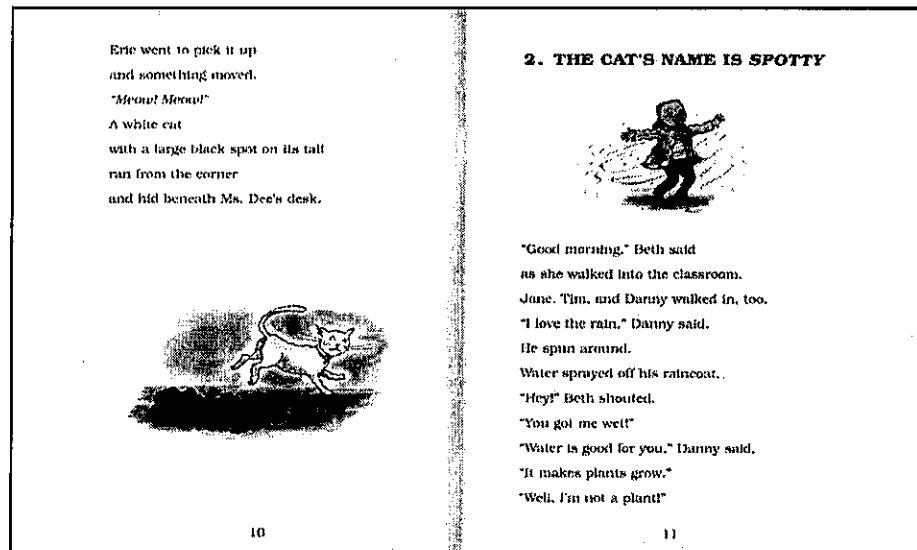 Eric went to pick it up
and something moved.
"Meow! Meow!"
A white cat
with a large black spot on its tail
ran from the corner
and hid beneath Ms. Dee's desk.
10
2. THE CAT'S NAME IS SPOTTY
"Good morning," Beth said
as she walked into the classroom.
Jane, Tim, and Danny walked in, too.
"I love the rain," Danny said.
He spun around.
Water sprayed off his raincoat.
"Hey!" Beth shouted.
"You got me wet!"
"Water is good for you," Danny said.
"It makes plants grow."
"Well, I'm not a plant!"
11